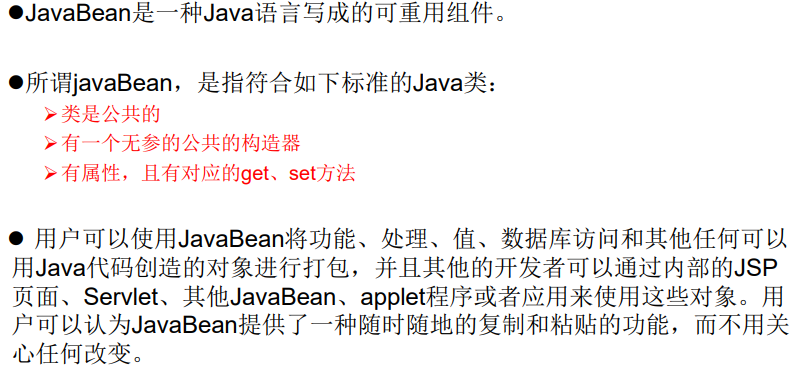 ●JavaBean是一种Java语言写成的可重用组件。
●所谓javaBean，是指符合如下标准的Java类：
➢类是公共的
➢有一个无参的公共的构造器
➢有属性，且有对应的get、set方法
● 用户可以使用JavaBean将功能、处理、值、数据库访问和其他任何可以
用Java代码创造的对象进行打包，并且其他的开发者可以通过内部的JSP
页面、Servlet、其他JavaBean、applet程序或者应用来使用这些对象。用
户可以认为JavaBean提供了一种随时随地的复制和粘贴的功能，而不用关
心任何改变。